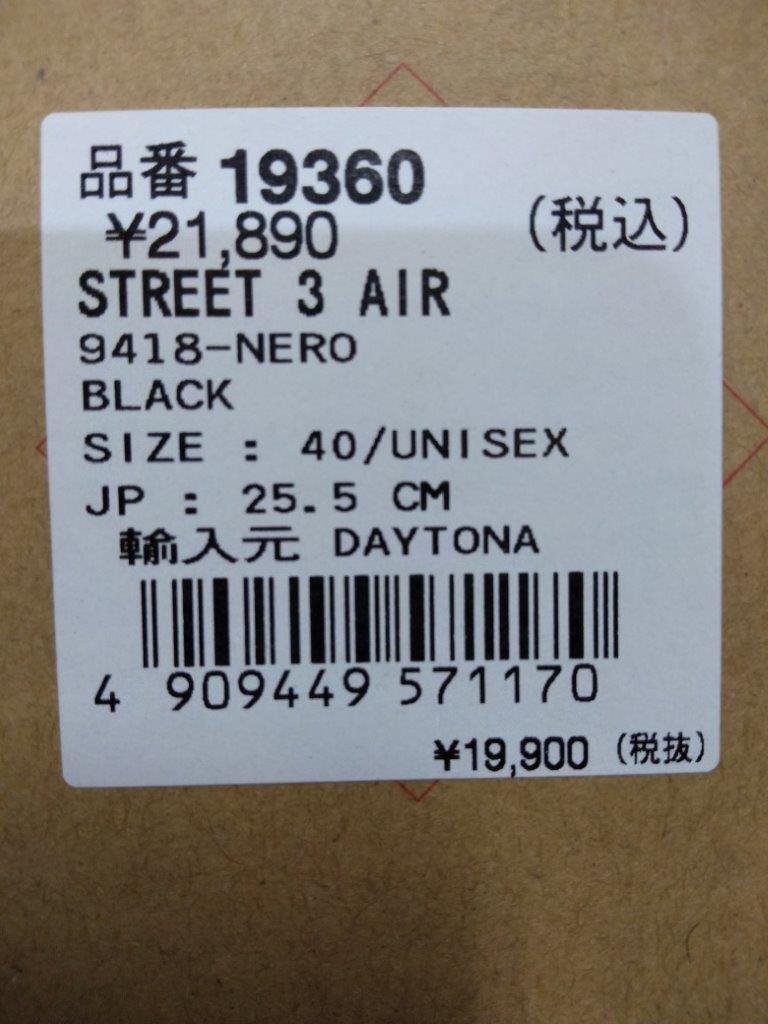 品番 19360
¥21,890 (税込)
STREET 3 AIR
9418-NERO
BLACK
SIZE : 40/UNISEX
JP : 25.5 CM
輸入元 DAYTONA
4 909449 571170
¥19,900 (税抜)